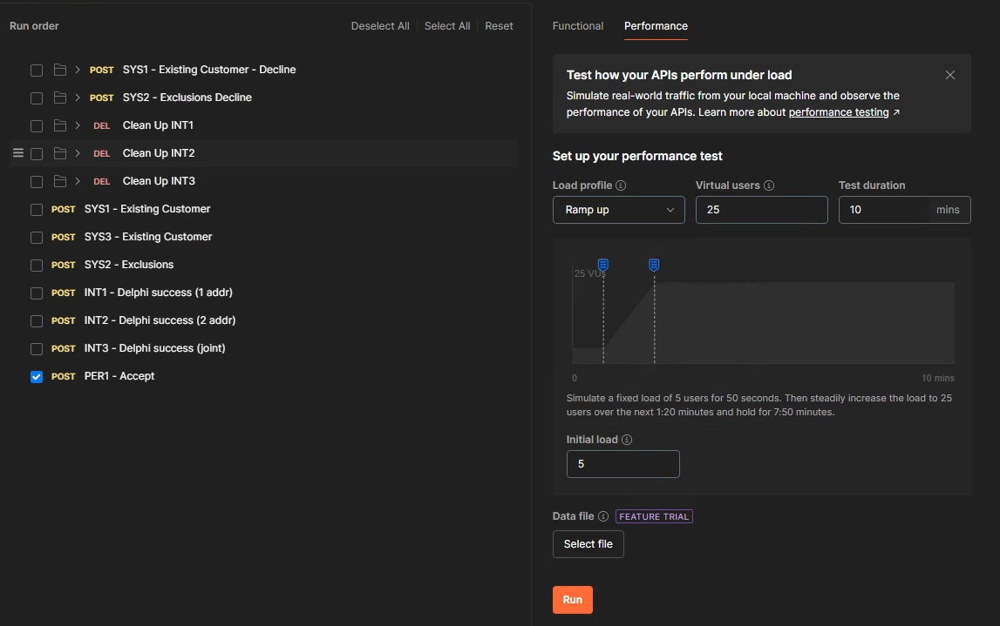 Run order
Deselect All
Select All
Reset
POST SYS1 - Existing Customer - Decline
POST SYS2 - Exclusions Decline
DEL Clean Up INT1
DEL Clean Up INT2
DEL Clean Up INT3
POST SYS1 - Existing Customer
POST SYS3 - Existing Customer
POST SYS2 - Exclusions
POST INT1 - Delphi success (1 addr)
POST INT2 - Delphi success (2 addr)
POST INT3 - Delphi success (joint)
POST PER1 - Accept
Functional
Performance
Test how your APIs perform under load
Simulate real-world traffic from your local machine and observe the
performance of your APIs. Learn more about performance testing ↗
Set up your performance test
Load profile
Virtual users
Test duration
Ramp up
25
10 mins
25 VUs
0
10 mins
Simulate a fixed load of 5 users for 50 seconds. Then steadily increase the load to 25
users over the next 1:20 minutes and hold for 7:50 minutes.
Initial load
5
Data file FEATURE TRIAL
Select file
Run